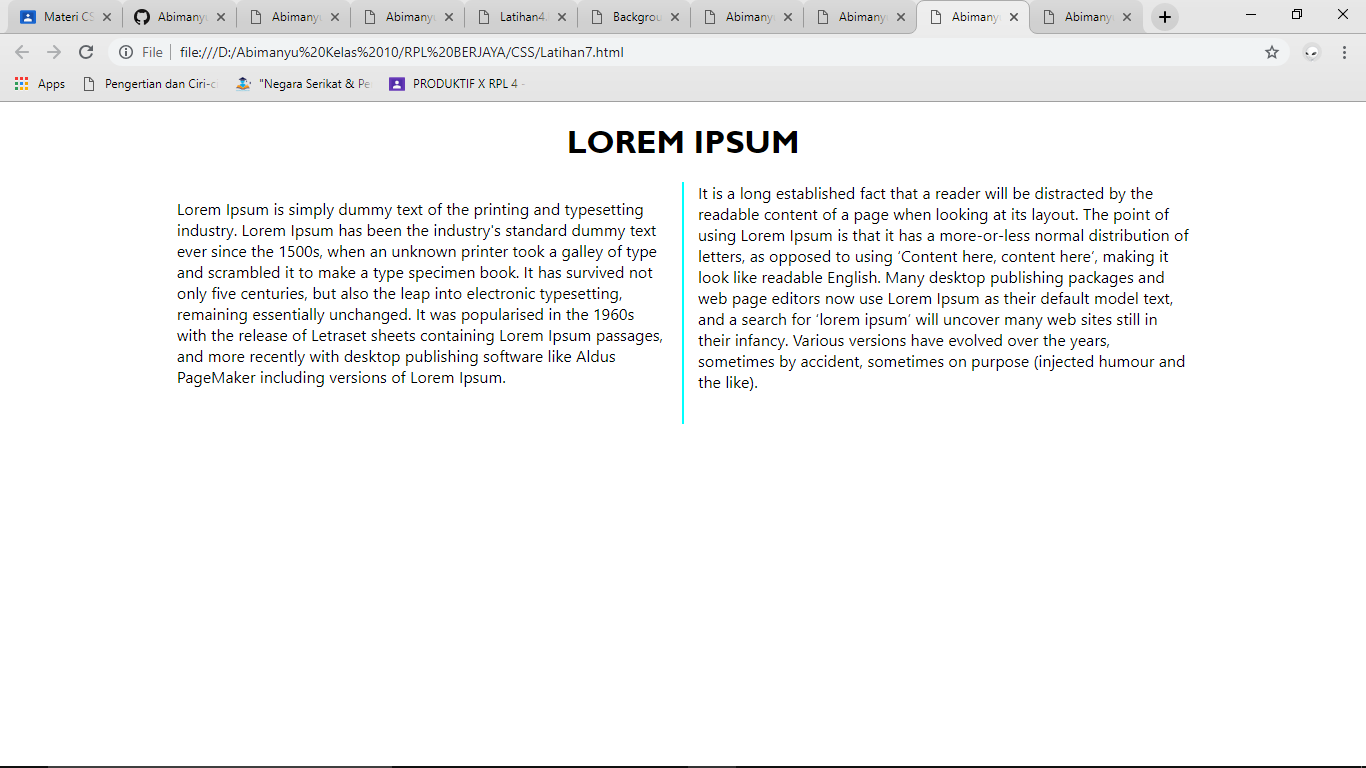 Materi CS
Abimanyu
Abimanyu
Abimanyu
Latihan4.
Backgrou
Abimanyu
Abimanyu
Abimanyu
Abimanyu
File
file:///D:/Abimanyu%20Kelas%2010/RPL%20BERJAYA/CSS/Latihan7.html
Apps
Pengertian dan Ciri-c
"Negara Serikat & Pe
PRODUKTIF X RPL 4 -
LOREM IPSUM
Lorem Ipsum is simply dummy text of the printing and typesetting
industry. Lorem Ipsum has been the industry's standard dummy text
ever since the 1500s, when an unknown printer took a galley of type
and scrambled it to make a type specimen book. It has survived not
only five centuries, but also the leap into electronic typesetting,
remaining essentially unchanged. It was popularised in the 1960s
with the release of Letraset sheets containing Lorem Ipsum passages,
and more recently with desktop publishing software like Aldus
PageMaker including versions of Lorem Ipsum.
It is a long established fact that a reader will be distracted by the
readable content of a page when looking at its layout. The point of
using Lorem Ipsum is that it has a more-or-less normal distribution of
letters, as opposed to using ‘Content here, content here’, making it
look like readable English. Many desktop publishing packages and
web page editors now use Lorem Ipsum as their default model text,
and a search for ‘lorem ipsum’ will uncover many web sites still in
their infancy. Various versions have evolved over the years,
sometimes by accident, sometimes on purpose (injected humour and
the like).